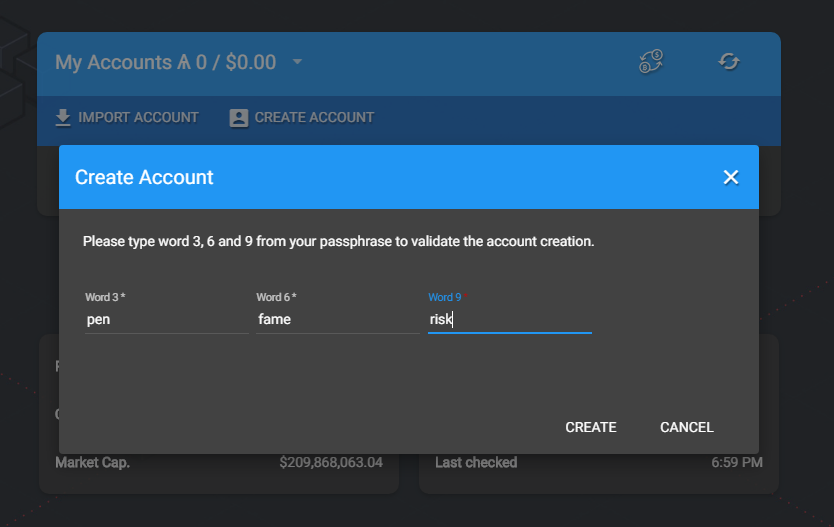 My Accounts Ѧ 0 / $0.00
IMPORT ACCOUNT CREATE ACCOUNT
Create Account
Please type word 3, 6 and 9 from your passphrase to validate the account creation.
Word 3 * Word 6 * Word 9 *
pen fame risk
CREATE CANCEL
Market Cap. $209,868,063.04 Last checked 6:59 PM